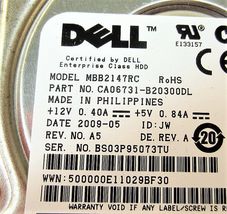 DELL
Certified by DELL
Enterprise Class HDD
E133157
MODEL MBB2147RC RoHS
PART NO. CA06731-B20300DL
MADE IN PHILIPPINES
+12V 0.40A +5V 0.84A
DATE 2009-05 ID:JW
REV. NO. A5 DE. REV. A
20
SER. NO. BS03P95073TU
WWN: 500000E11029BF30
VOID IF ANY LABEL/SCREW IS